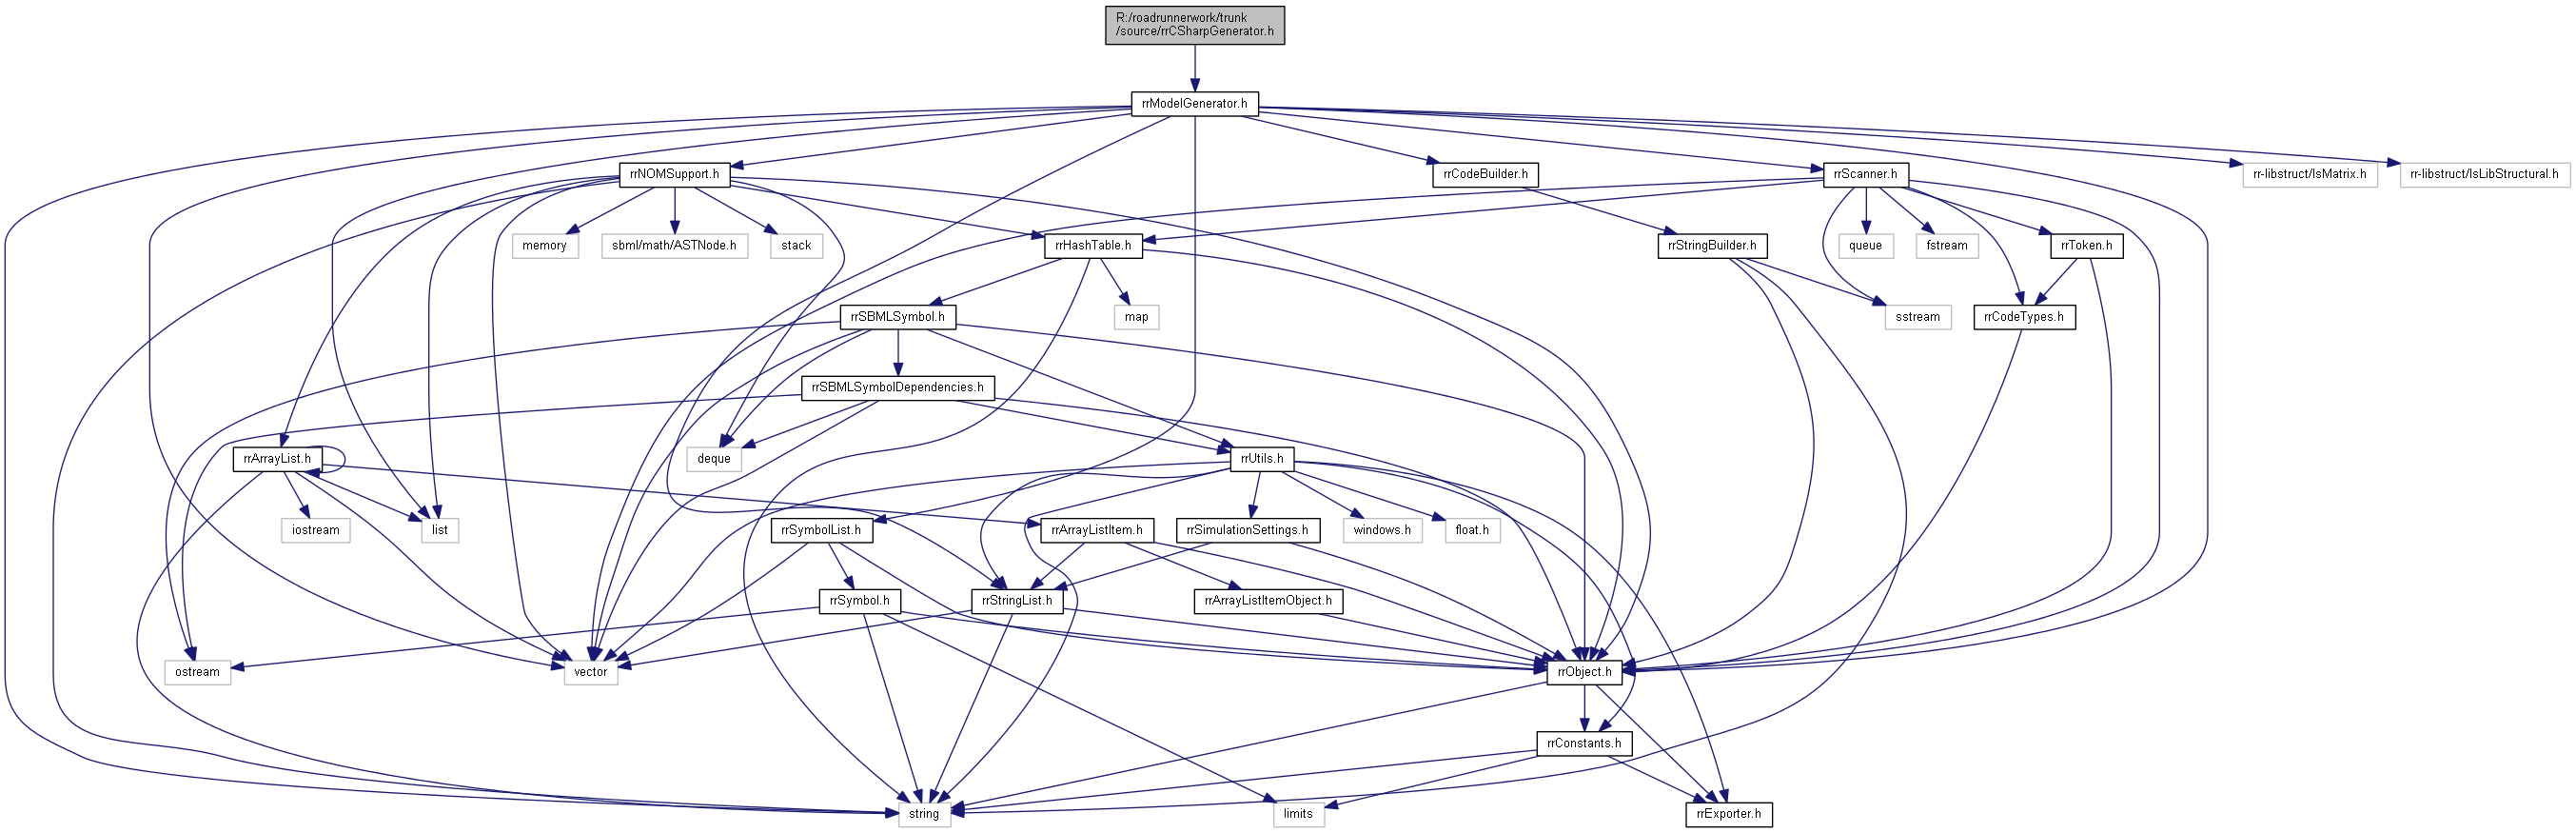 R:/roadrunnerwork/trunk
/source/rrCSharpGenerator.h
rrModelGenerator.h
rrNOMSupport.h
rrCodeBuilder.h
rrScanner.h
rr-libstruct/lsMatrix.h
rr-libstruct/lsLibStructural.h
memory
sbml/math/ASTNode.h
stack
rrHashTable.h
rrStringBuilder.h
queue
fstream
rrToken.h
rrSBMLSymbol.h
map
sstream
rrCodeTypes.h
rrSBMLSymbolDependencies.h
rrArrayList.h
deque
rrUtils.h
iostream
list
rrSymbolList.h
rrArrayListItem.h
rrSimulationSettings.h
windows.h
float.h
rrSymbol.h
rrStringList.h
rrArrayListItemObject.h
ostream
vector
rrObject.h
rrConstants.h
string
limits
rrExporter.h